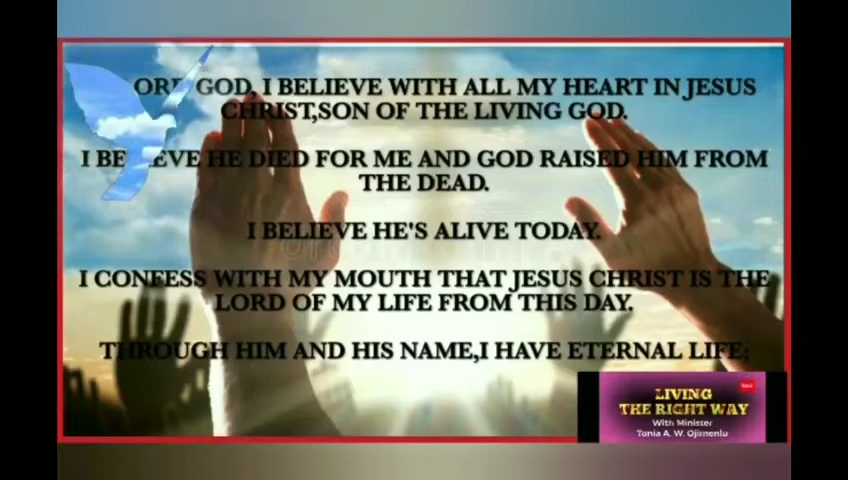 ORD GOD, I BELIEVE WITH ALL MY HEART IN JESUS
CHRIST,SON OF THE LIVING GOD.
I BELIEVE HE DIED FOR ME AND GOD RAISED HIM FROM
THE DEAD.
I BELIEVE HE'S ALIVE TODAY.
I CONFESS WITH MY MOUTH THAT JESUS CHRIST IS THE
LORD OF MY LIFE FROM THIS DAY.
THROUGH HIM AND HIS NAME,I HAVE ETERNAL LIFE;
LIVING
THE RIGHT WAY
With Minister
Tonia A. W. Ojimenlu